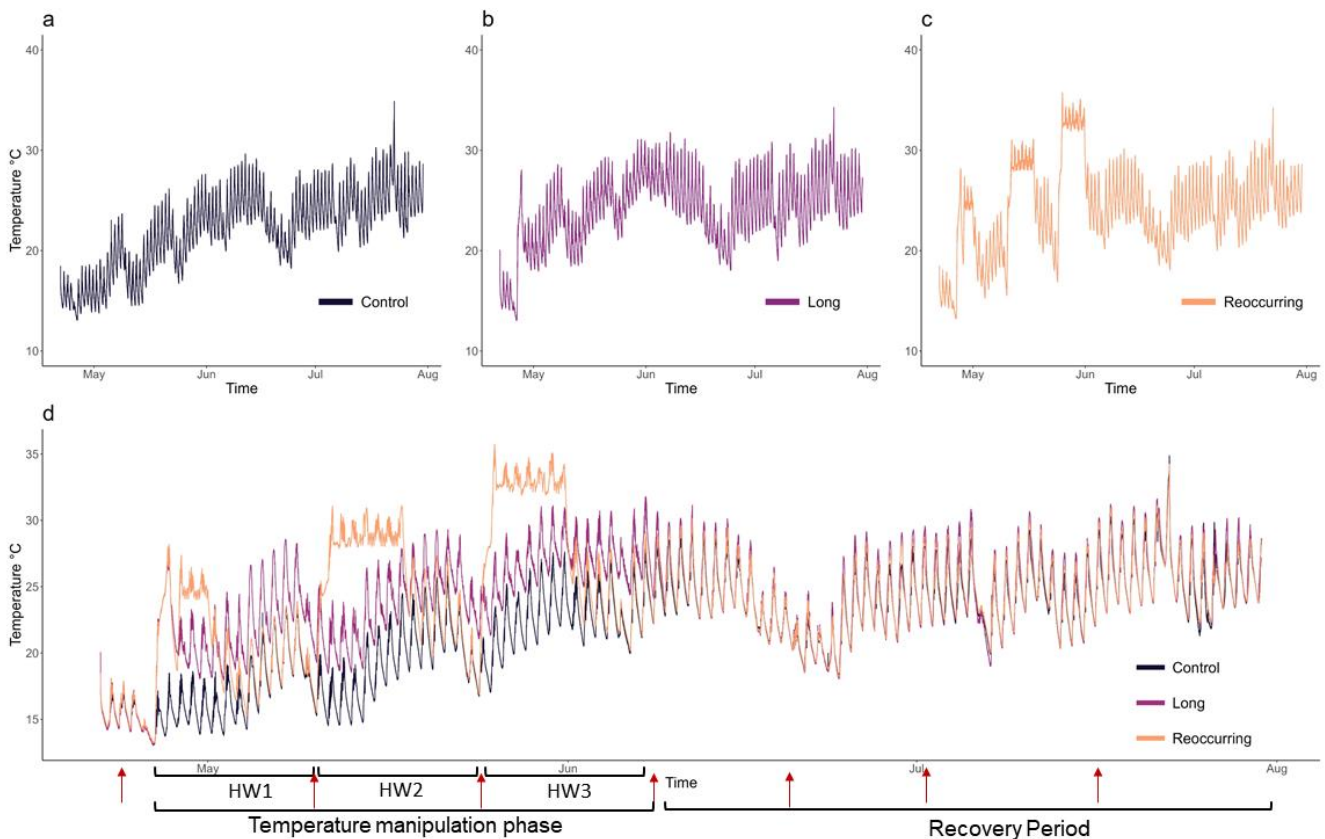 a
b
c
Temperature °C
40
30
20
10
Control
May Jun Jul Aug
Time
40
30
20
10
Long
May Jun Jul Aug
Time
40
30
20
10
Reoccurring
May Jun Jul Aug
Time
d
Temperature °C
35
30
25
20
15
Control
Long
Reoccurring
May Jun Jul Aug
Time
HW1 HW2 HW3
Temperature manipulation phase
Recovery Period